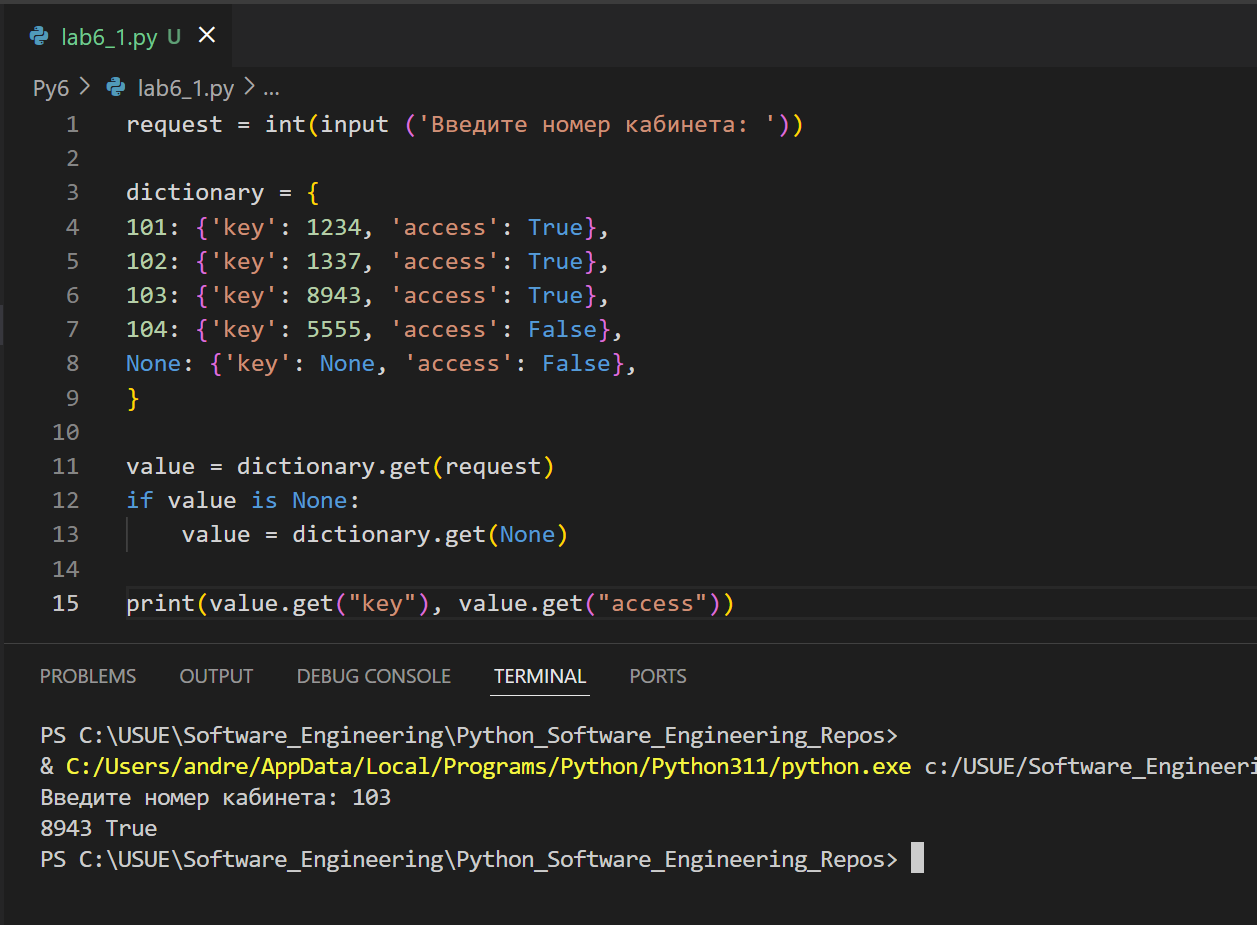 lab6_1.py U ×
Py6 > lab6_1.py > ...
1 request = int(input ('Введите номер кабинета: '))
2
3 dictionary = {
4 101: {'key': 1234, 'access': True},
5 102: {'key': 1337, 'access': True},
6 103: {'key': 8943, 'access': True},
7 104: {'key': 5555, 'access': False},
8 None: {'key': None, 'access': False},
9 }
10
11 value = dictionary.get(request)
12 if value is None:
13     value = dictionary.get(None)
14
15 print(value.get("key"), value.get("access"))
PROBLEMS OUTPUT DEBUG CONSOLE TERMINAL PORTS
PS C:\USUE\Software_Engineering\Python_Software_Engineering_Repos>
& C:/Users/andre/AppData/Local/Programs/Python/Python311/python.exe c:/USUE/Software_Engineeri
Введите номер кабинета: 103
8943 True
PS C:\USUE\Software_Engineering\Python_Software_Engineering_Repos>